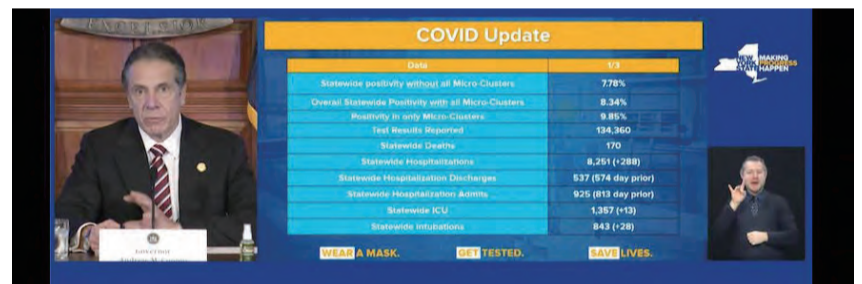 COVID Update
Data 1/3
Statewide positivity without all Micro-Clusters 7.78%
Overall Statewide Positivity with all Micro-Clusters 8.34%
Positivity in only Micro-Clusters 9.85%
Test Results Reported 134,360
Statewide Deaths 170
Statewide Hospitalizations 8,251 (+288)
Statewide Hospitalization Discharges 537 (574 day prior)
Statewide Hospitalization Admits 925 (813 day prior)
Statewide ICU 1,357 (+13)
Statewide Intubations 843 (+28)
WEAR A MASK. GET TESTED. SAVE LIVES.
NEW YORK STATE
MAKING PROGRESS HAPPEN
GOVERNOR